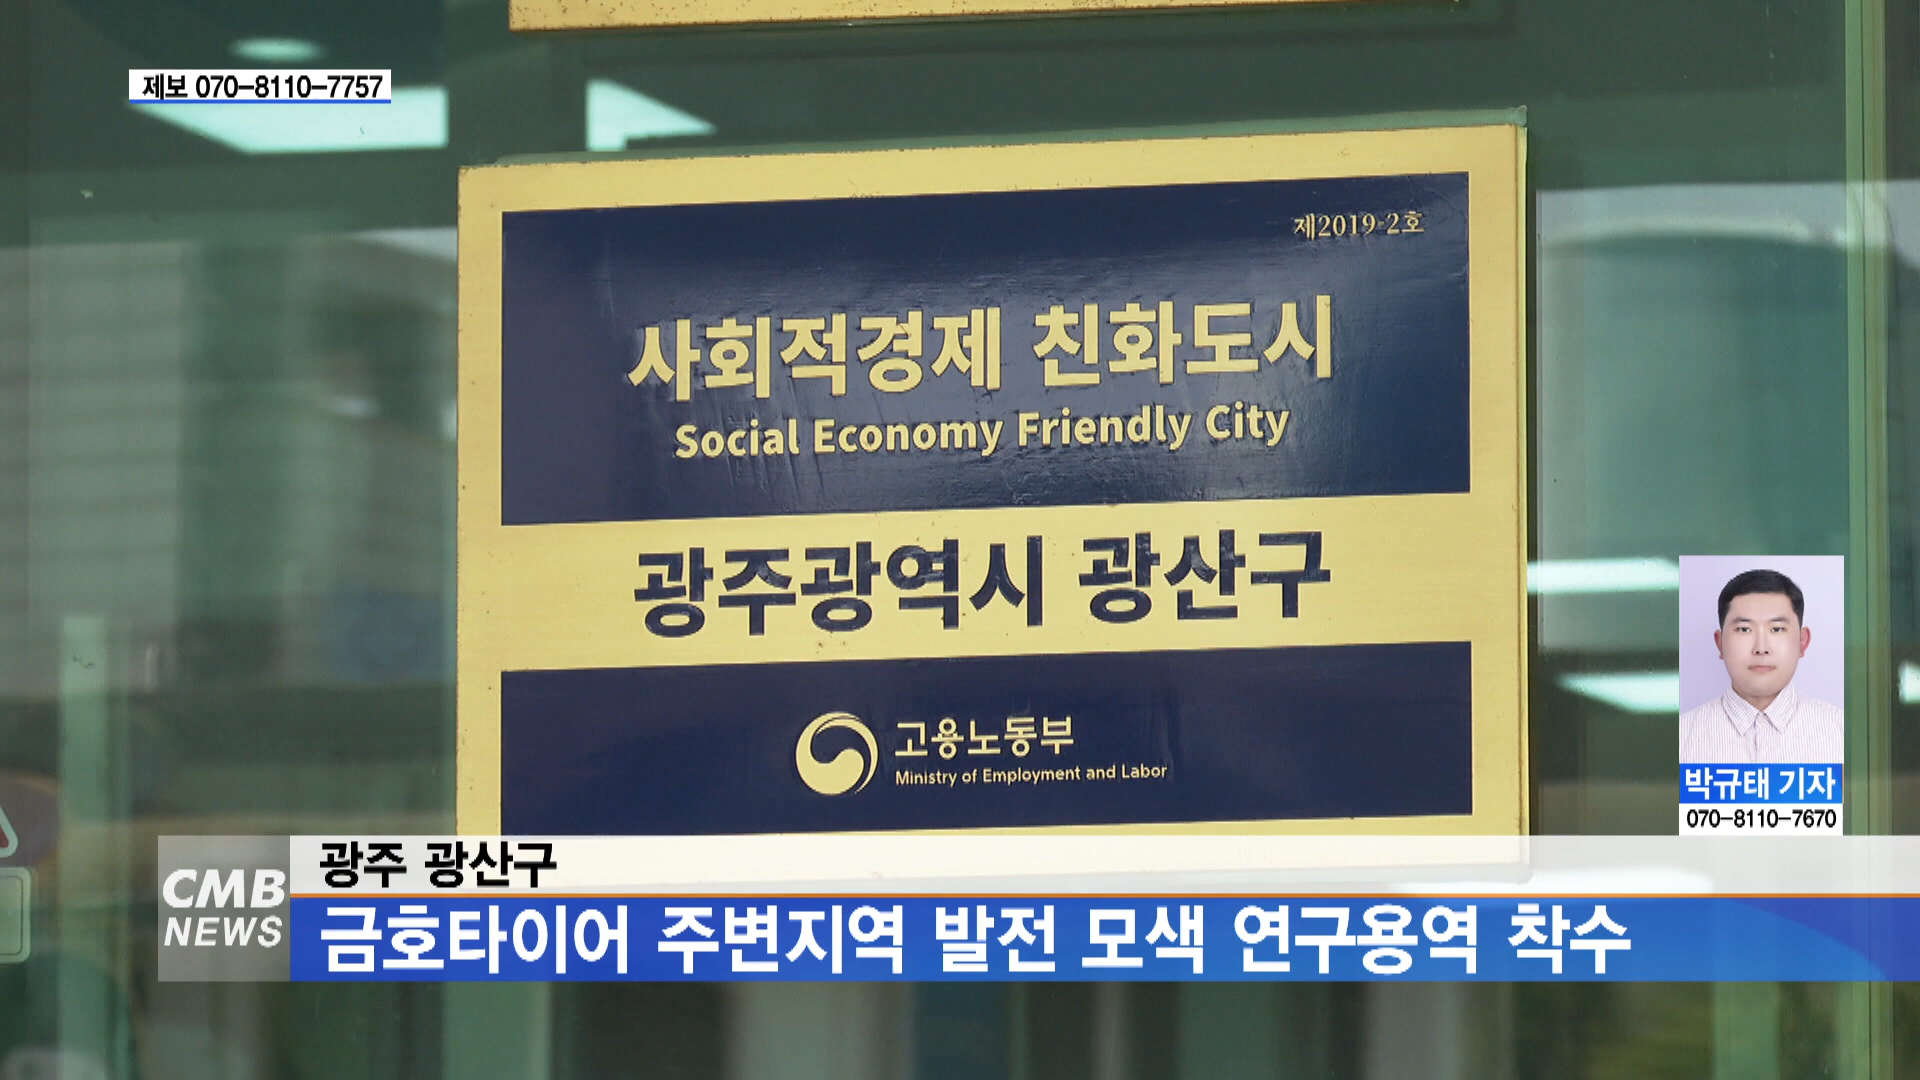 제보 070-8110-7757
제2019-2호
사회적경제 친화도시
Social Economy Friendly City
광주광역시 광산구
고용노동부
Ministry of Employment and Labor
박규태 기자
070-8110-7670
CMB
NEWS
광주 광산구
금호타이어 주변지역 발전 모색 연구용역 착수